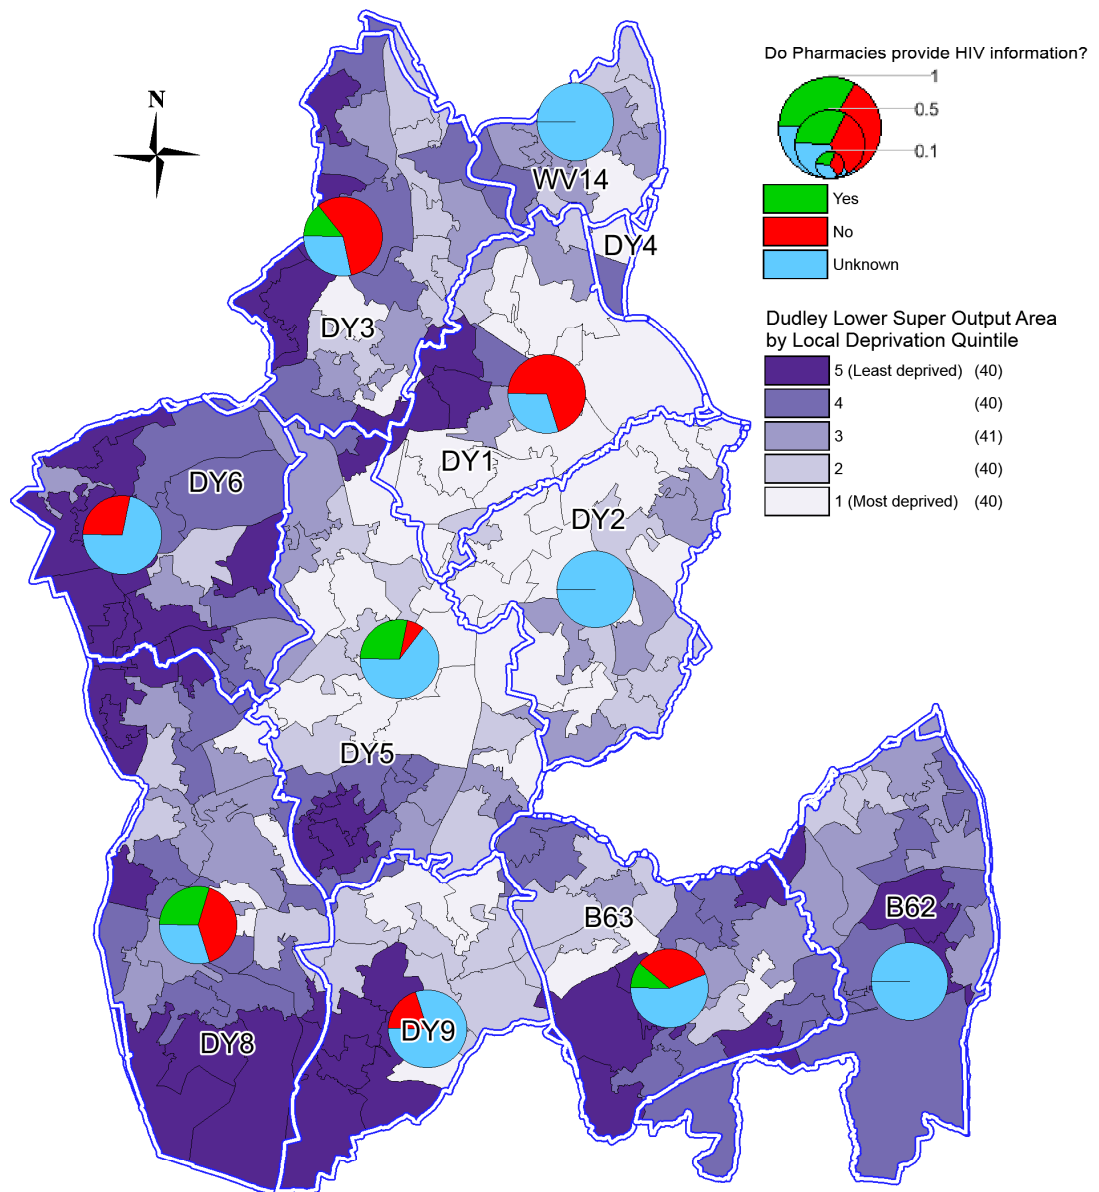 Do Pharmacies provide HIV information?
1
0.5
0.1
Yes
No
Unknown
N
WV14
DY4
DY3
Dudley Lower Super Output Area
by Local Deprivation Quintile
5 (Least deprived) (40)
4 (40)
3 (41)
2 (40)
1 (Most deprived) (40)
DY1
DY6
DY2
DY5
B63
B62
DY9
DY8